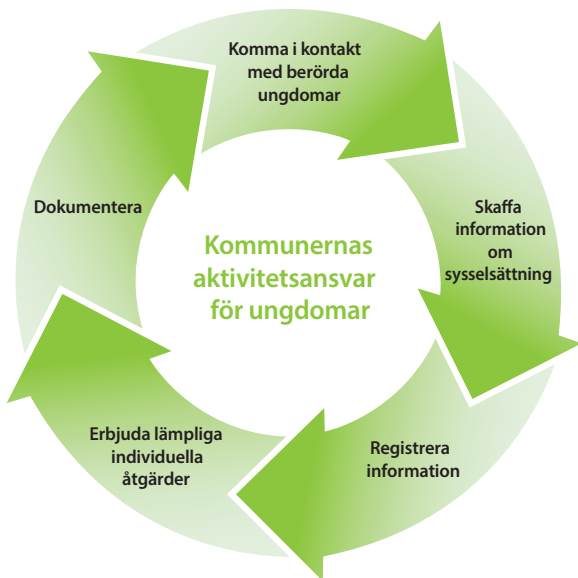 Komma i kontakt
med berörda
ungdomar
Skaffa
information
om
sysselsättning
Registrera
information
Erbjuda lämpliga
individuella
åtgärder
Dokumentera
Kommunernas
aktivitetsansvar
för ungdomar